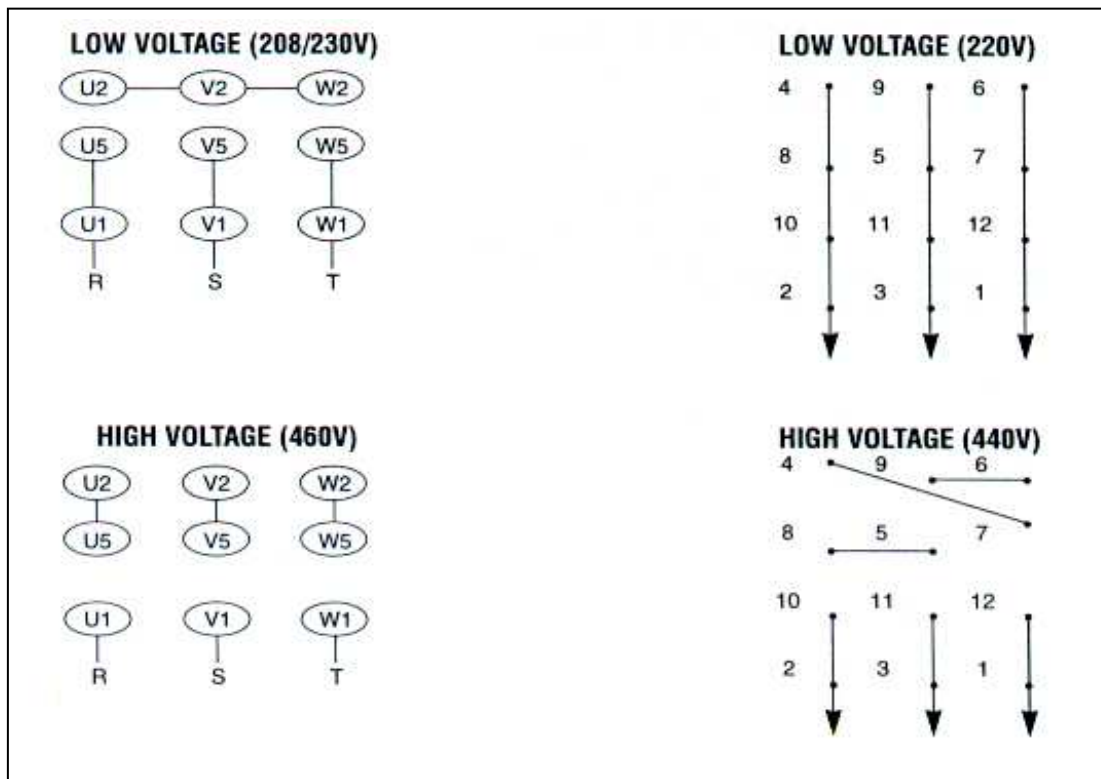 LOW VOLTAGE (208/230V)
U2 V2 W2
U5 V5 W5
U1 V1 W1
R S T
LOW VOLTAGE (220V)
4 9 6
8 5 7
10 11 12
2 3 1
HIGH VOLTAGE (460V)
U2 V2 W2
U5 V5 W5
U1 V1 W1
R S T
HIGH VOLTAGE (440V)
4 9 6
8 5 7
10 11 12
2 3 1